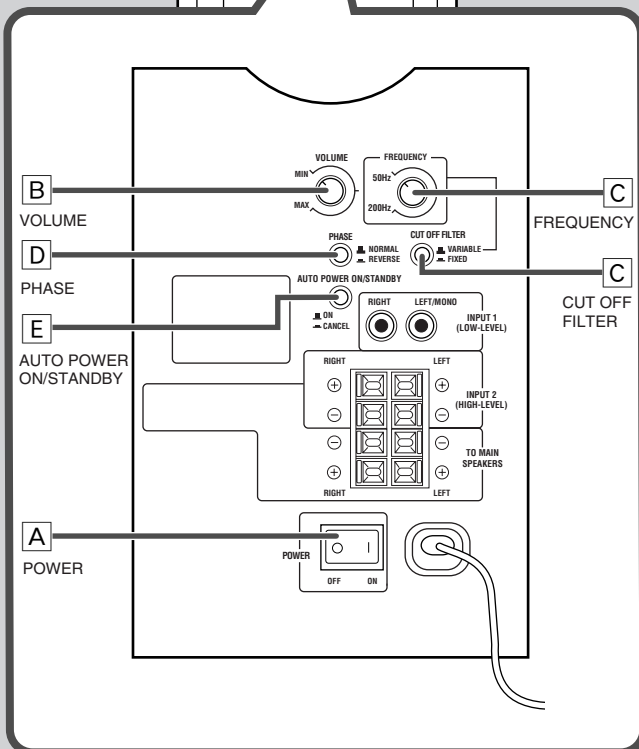 VOLUME
FREQUENCY
MIN
MAX
50Hz
200Hz
B
VOLUME
C
FREQUENCY
PHASE
NORMAL
REVERSE
CUT OFF FILTER
VARIABLE
FIXED
D
PHASE
C
CUT OFF
FILTER
AUTO POWER ON/STANDBY
ON
CANCEL
E
AUTO POWER
ON/STANDBY
RIGHT
LEFT/MONO
INPUT 1
(LOW-LEVEL)
RIGHT
LEFT
+
+
INPUT 2
(HIGH-LEVEL)
−
−
−
−
TO MAIN
SPEAKERS
+
+
RIGHT
LEFT
A
POWER
POWER
OFF
ON